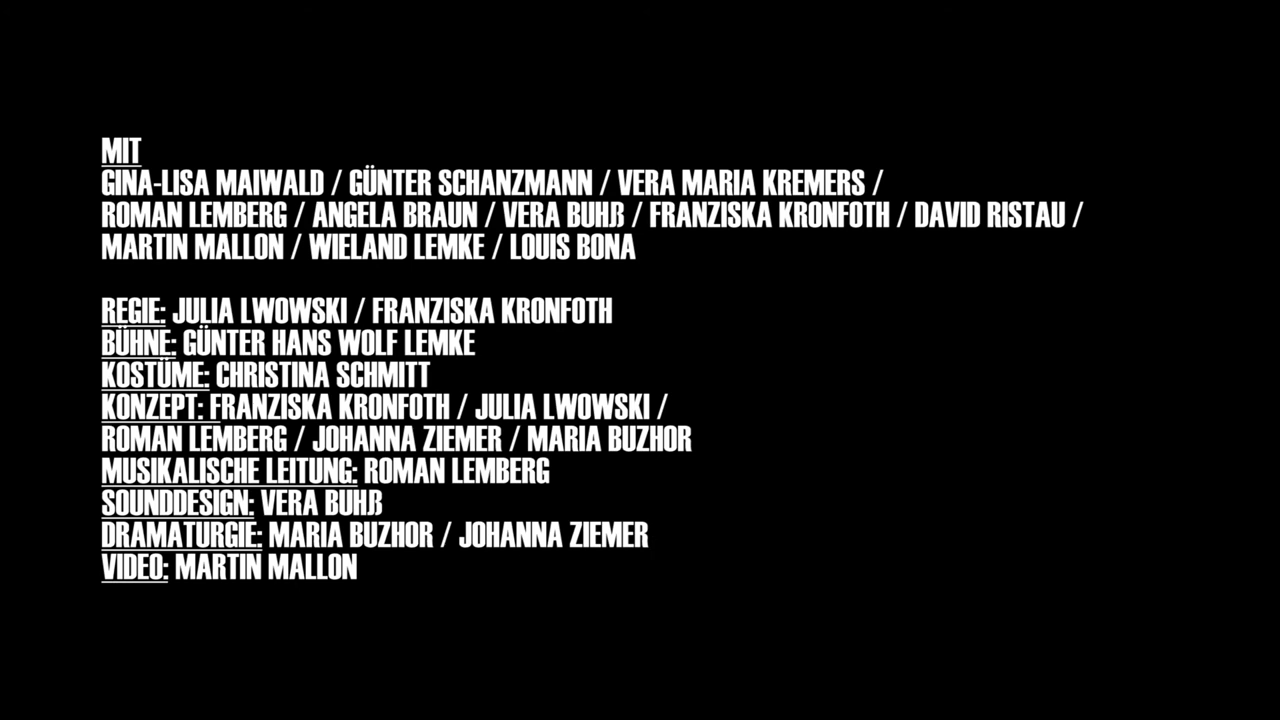 MIT
GINA-LISA MAIWALD / GÜNTER SCHANZMANN / VERA MARIA KREMERS /
ROMAN LEMBERG / ANGELA BRAUN / VERA BUHß / FRANZISKA KRONFOTH / DAVID RISTAU /
MARTIN MALLON / WIELAND LEMKE / LOUIS BONA
REGIE: JULIA LWOWSKI / FRANZISKA KRONFOTH
BÜHNE: GÜNTER HANS WOLF LEMKE
KOSTÜME: CHRISTINA SCHMITT
KONZEPT: FRANZISKA KRONFOTH / JULIA LWOWSKI /
ROMAN LEMBERG / JOHANNA ZIEMER / MARIA BUZHOR
MUSIKALISCHE LEITUNG: ROMAN LEMBERG
SOUNDDESIGN: VERA BUHß
DRAMATURGIE: MARIA BUZHOR / JOHANNA ZIEMER
VIDEO: MARTIN MALLON